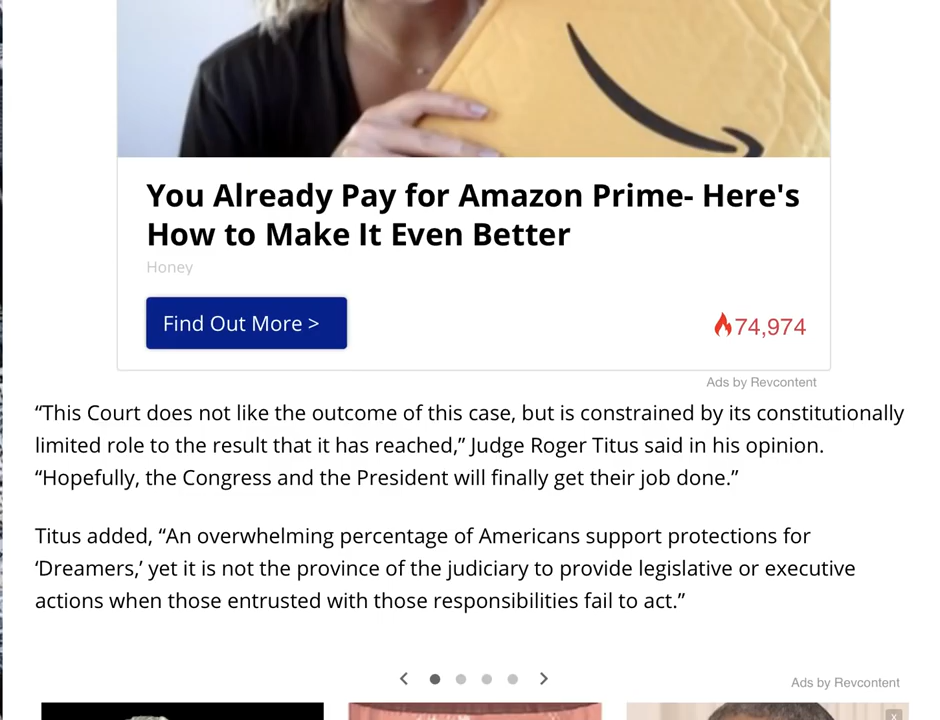 You Already Pay for Amazon Prime- Here's
How to Make It Even Better
Honey
Find Out More >
74,974
Ads by Revcontent
“This Court does not like the outcome of this case, but is constrained by its constitutionally
limited role to the result that it has reached,” Judge Roger Titus said in his opinion.
“Hopefully, the Congress and the President will finally get their job done.”
Titus added, “An overwhelming percentage of Americans support protections for
‘Dreamers,’ yet it is not the province of the judiciary to provide legislative or executive
actions when those entrusted with those responsibilities fail to act.”
Ads by Revcontent
x